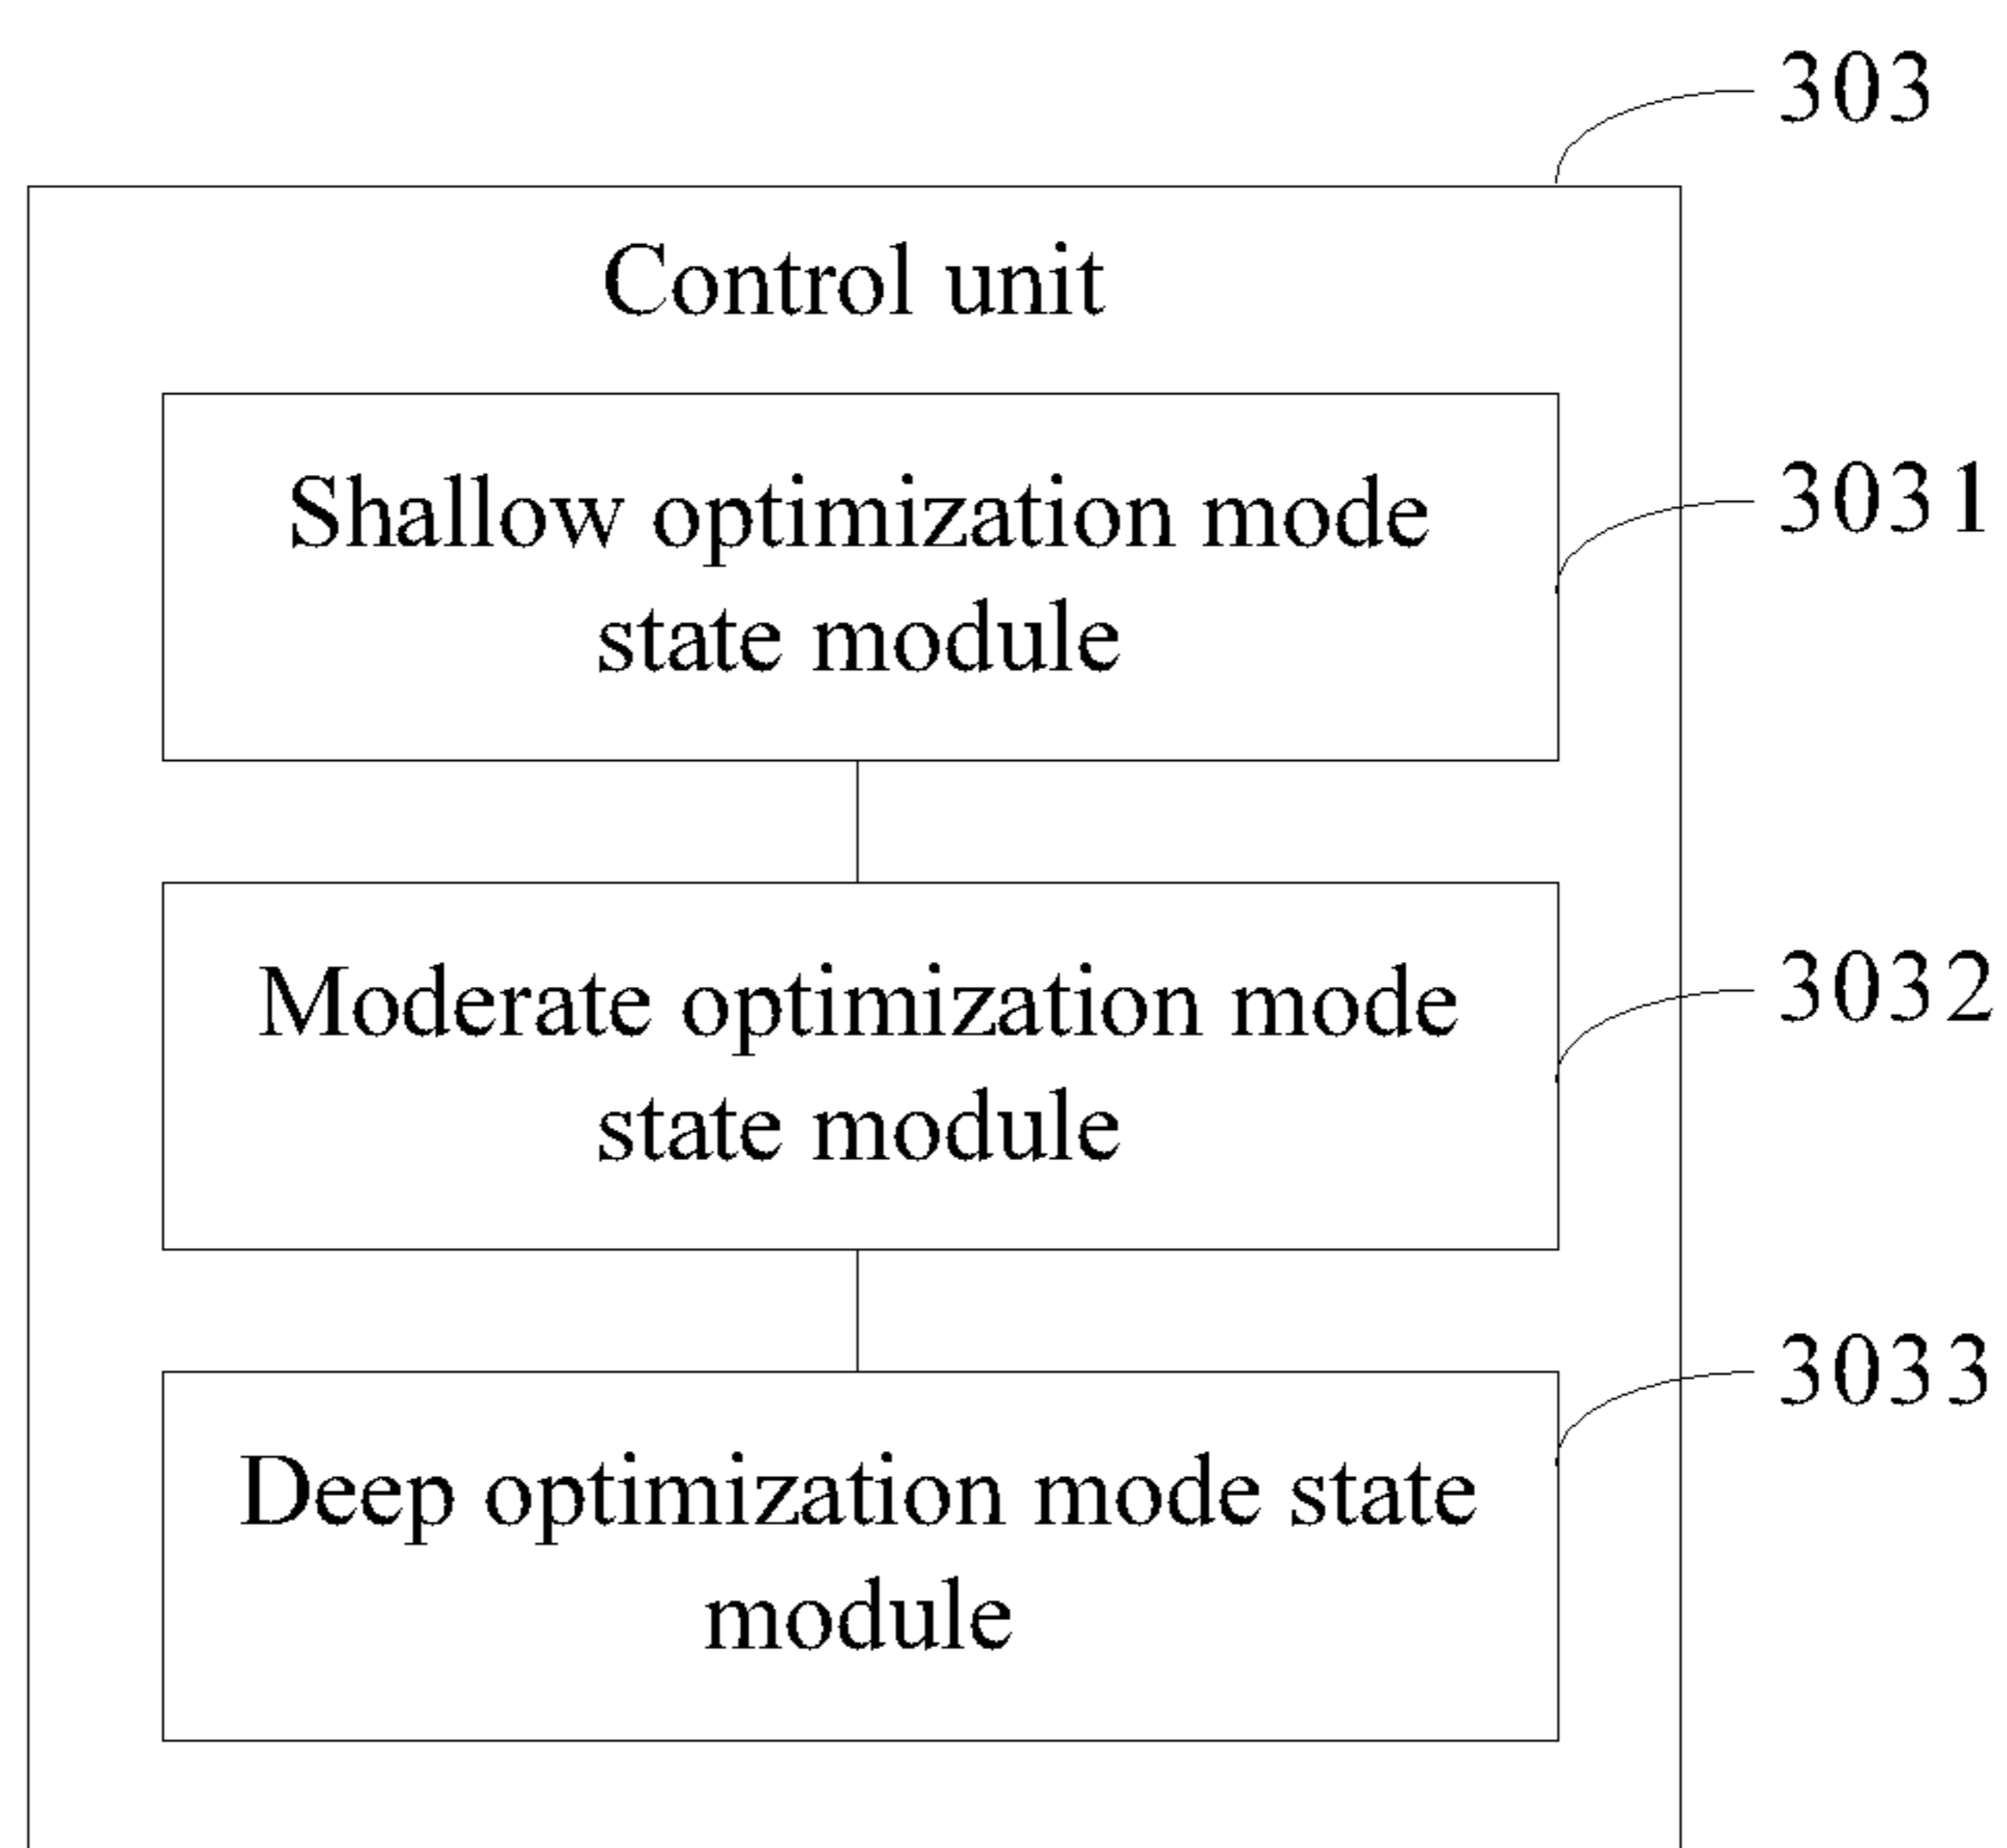 303
Control unit
Shallow optimization mode
state module
3031
Moderate optimization mode
state module
3032
Deep optimization mode state
module
3033